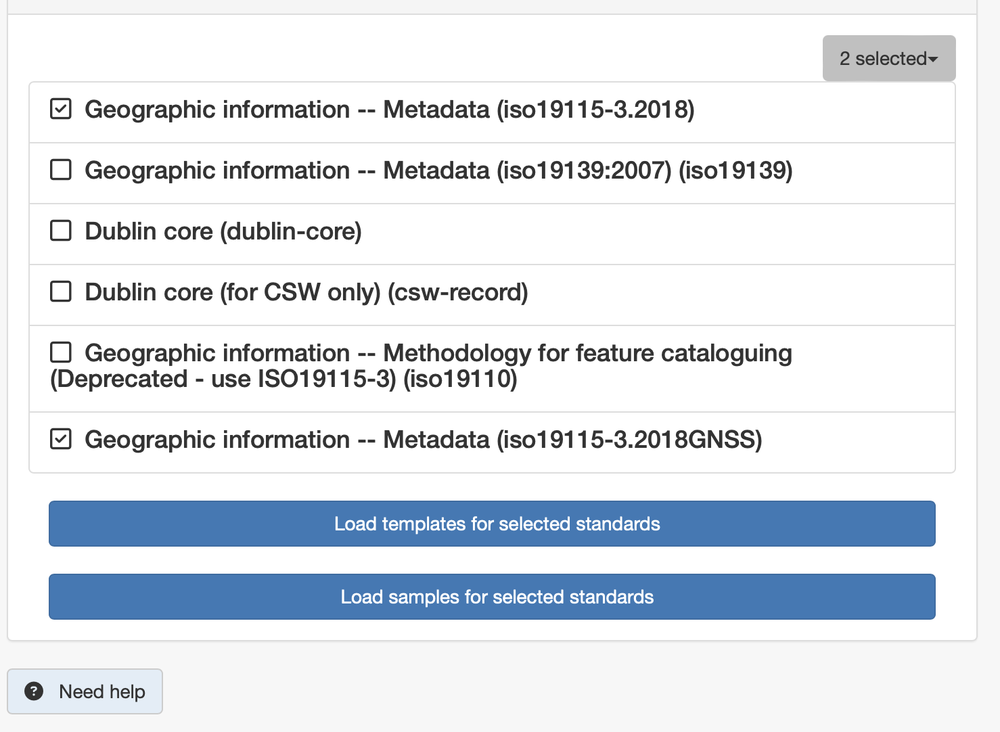 2 selected
Geographic information -- Metadata (iso19115-3.2018)
Geographic information -- Metadata (iso19139:2007) (iso19139)
Dublin core (dublin-core)
Dublin core (for CSW only) (csw-record)
Geographic information -- Methodology for feature cataloguing
(Deprecated - use ISO19115-3) (iso19110)
Geographic information -- Metadata (iso19115-3.2018GNSS)
Load templates for selected standards
Load samples for selected standards
Need help